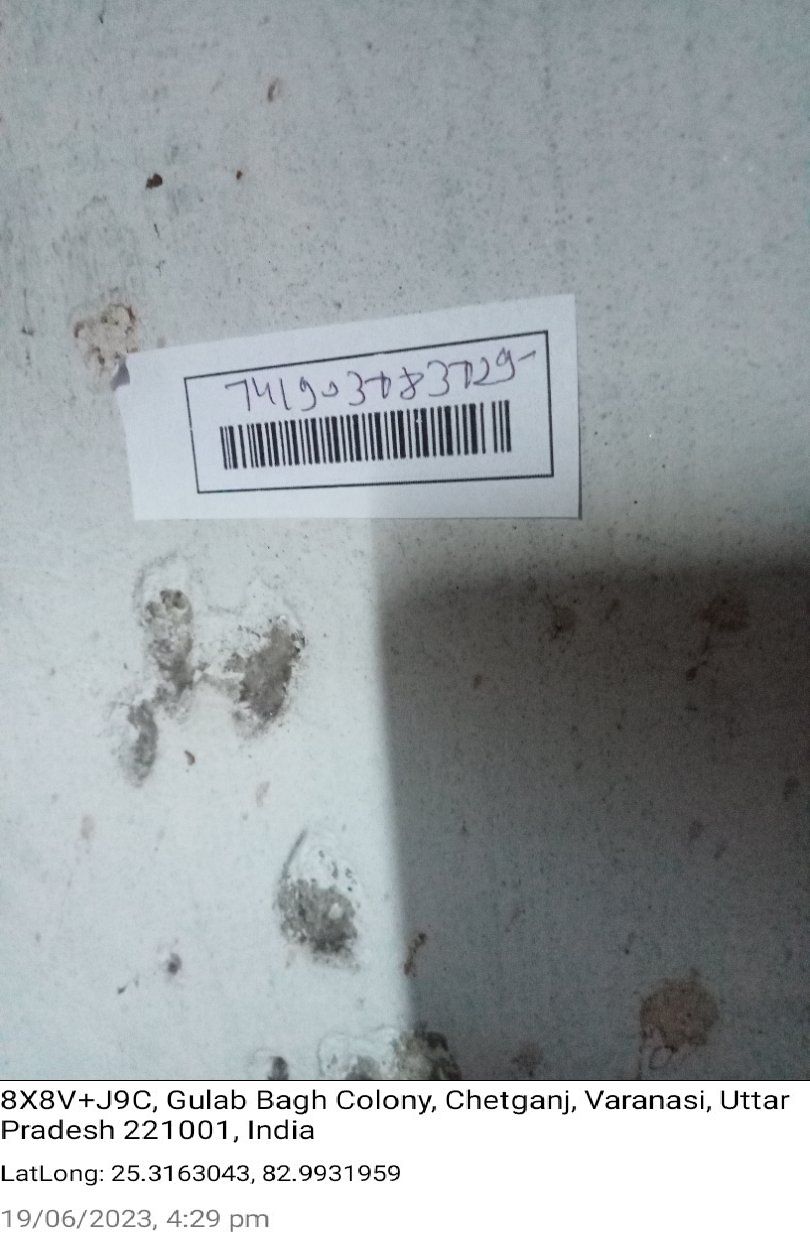 8X8V+J9C, Gulab Bagh Colony, Chetganj, Varanasi, Uttar
Pradesh 221001, India
LatLong: 25.3163043, 82.9931959
19/06/2023, 4:29 pm